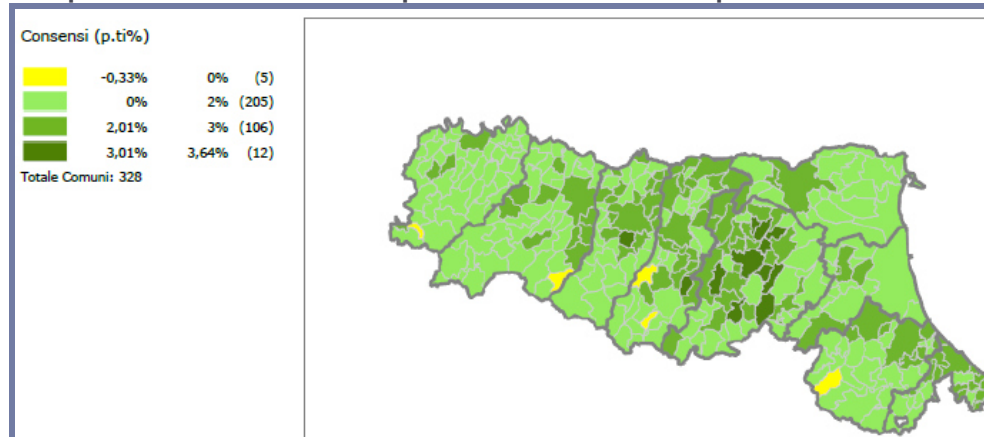 Consensi (p.ti%)
-0,33% 0% (5)
0% 2% (205)
2,01% 3% (106)
3,01% 3,64% (12)
Totale Comuni: 328